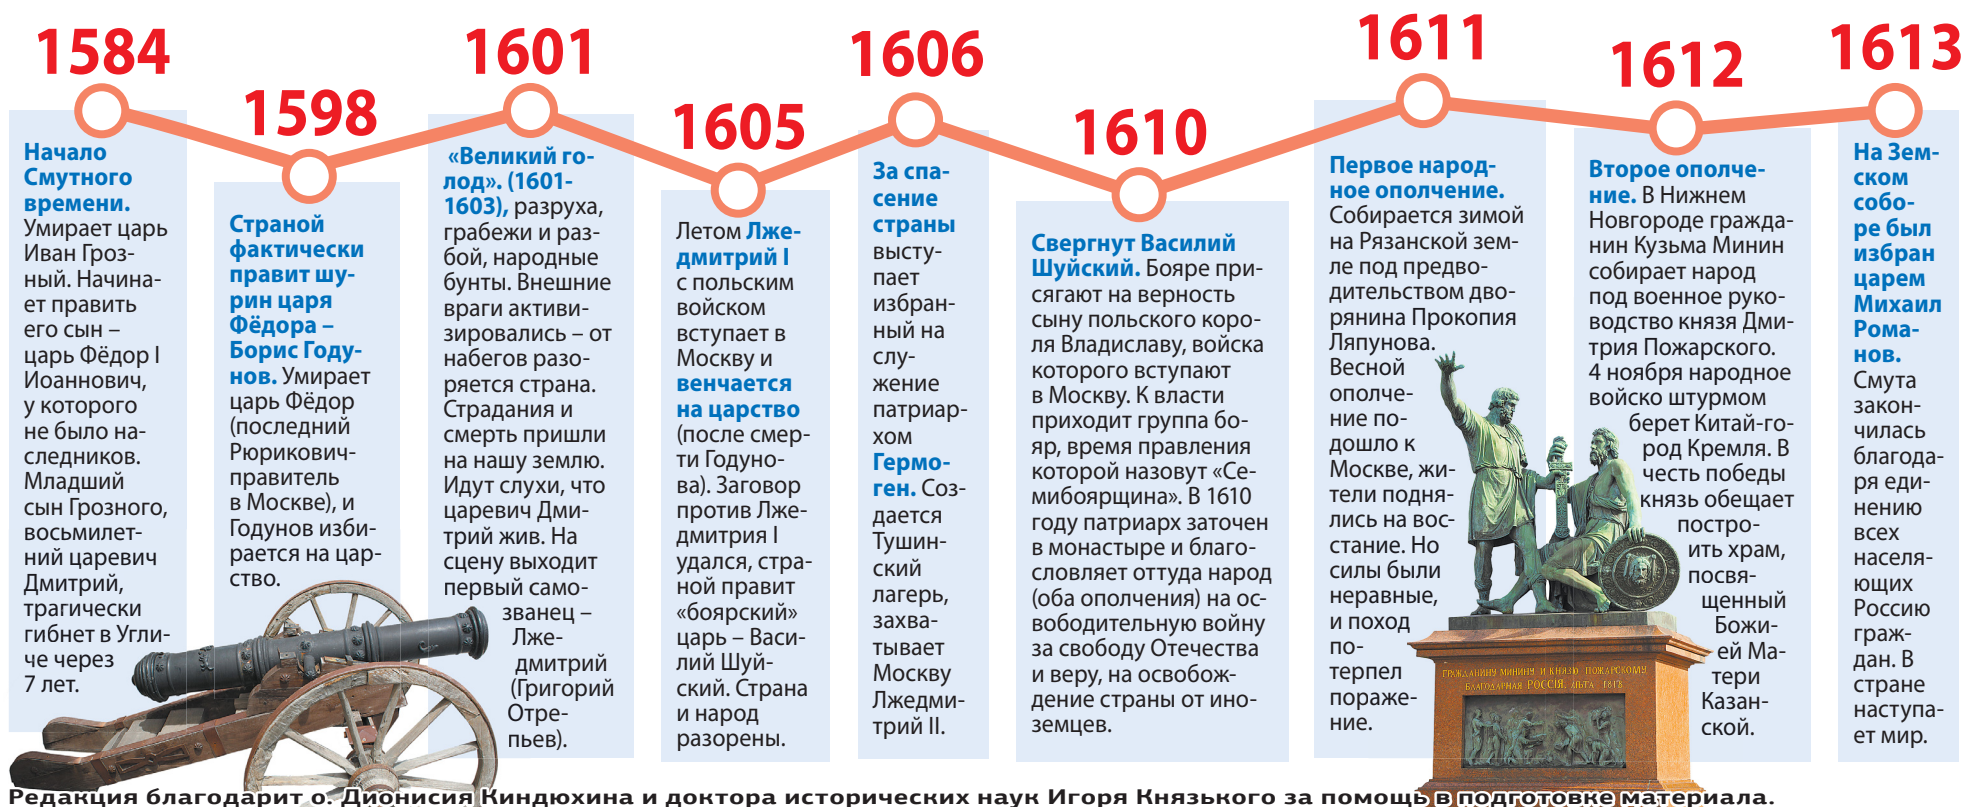 1584
Начало
Смутного
времени.
Умирает царь
Иван Гроз-
ный. Начина-
ет править
его сын –
царь Фёдор I
Иоаннович,
у которого
не было на-
следников.
Младший
сын Грозного,
восьмилет-
ний царевич
Дмитрий,
трагически
гибнет в Угли-
че через
7 лет.
1598
Страной
фактически
правит шу-
рин царя
Фёдора –
Борис Году-
нов. Умирает
царь Фёдор
(последний
Рюрикович-
правитель
в Москве), и
Годунов изби-
рается на цар-
ство.
1601
«Великий го-
лод». (1601-
1603), разруха,
грабежи и раз-
бой, народные
бунты. Внешние
враги активи-
зировались – от
набегов разо-
ряется страна.
Страдания и
смерть пришли
на нашу землю.
Идут слухи, что
царевич Дми-
трий жив. На
сцену выходит
первый само-
званец –
Лже-
дмитрий
(Григорий
Отре-
пьев).
1605
Летом Лже-
дмитрий I
с польским
войском
вступает в
Москву и
венчается
на царство
(после смер-
ти Годуно-
ва). Заговор
против Лже-
дмитрия I
удался, стра-
ной правит
«боярский»
царь – Васи-
лий Шуй-
ский. Страна
и народ
разорены.
1606
За спа-
сение
страны
высту-
пает
избран-
ный на
слу-
жение
патриар-
хом
Гермо-
ген. Соз-
дается
Тушин-
ский
лагерь,
захва-
тывает
Москву
Лжедми-
трий II.
1610
Свергнут Василий
Шуйский. Бояре при-
сягают на верность
сыну польского коро-
ля Владиславу, войска
которого вступают
в Москву. К власти
приходит группа бо-
яр, время правления
которой назовут «Се-
мибоярщина». В 1610
году патриарх заточен
в монастыре и благо-
словляет оттуда народ
(оба ополчения) на ос-
вободительную войну
за свободу Отечества
и веру, на освобож-
дение страны от ино-
земцев.
1611
Первое народ-
ное ополчение.
Собирается зимой
на Рязанской зем-
ле под предво-
дительством дво-
рянина Прокопия
Ляпунова.
Весной
ополче-
ние по-
дошло к
Москве, жи-
тели подня-
лись на вос-
стание. Но
силы были
неравные,
и поход
по-
терпел
пораже-
ние.
1612
Второе ополче-
ние. В Нижнем
Новгороде гражда-
нин Кузьма Минин
собирает народ
под военное руко-
водство князя Дми-
трия Пожарского.
4 ноября народное
войско штурмом
берет Китай-го-
род Кремля. В
честь победы
князь обещает
постро-
ить храм,
посвя-
щенный
Божи-
ей Ма-
тери
Казан-
ской.
ГРАЖДАНИНУ МИНИНУ И КНЯЗЮ ПОЖАРСКОМУ
БЛАГОДАРНАЯ РОССІЯ. ЛѢТА 1818
1613
На Зем-
ском
собо-
ре был
избран
царем
Михаил
Рома-
нов.
Смута
закон-
чилась
благода-
ря еди-
нению
всех
населя-
ющих
Россию
граж-
дан. В
стране
наступа-
ет мир.
Редакция благодарит о. Дионисия Киндюхина и доктора исторических наук Игоря Князького за помощь в подготовке материала.